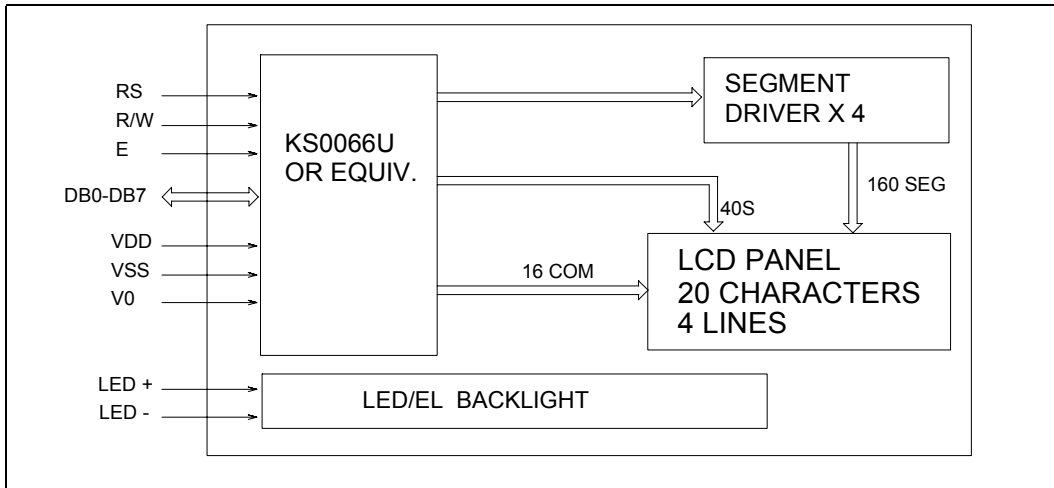 RS
R/W
E
DB0-DB7
VDD
VSS
V0
LED +
LED -
KS0066U
OR EQUIV.
SEGMENT
DRIVER X 4
160 SEG
40S
16 COM
LCD PANEL
20 CHARACTERS
4 LINES
LED/EL BACKLIGHT